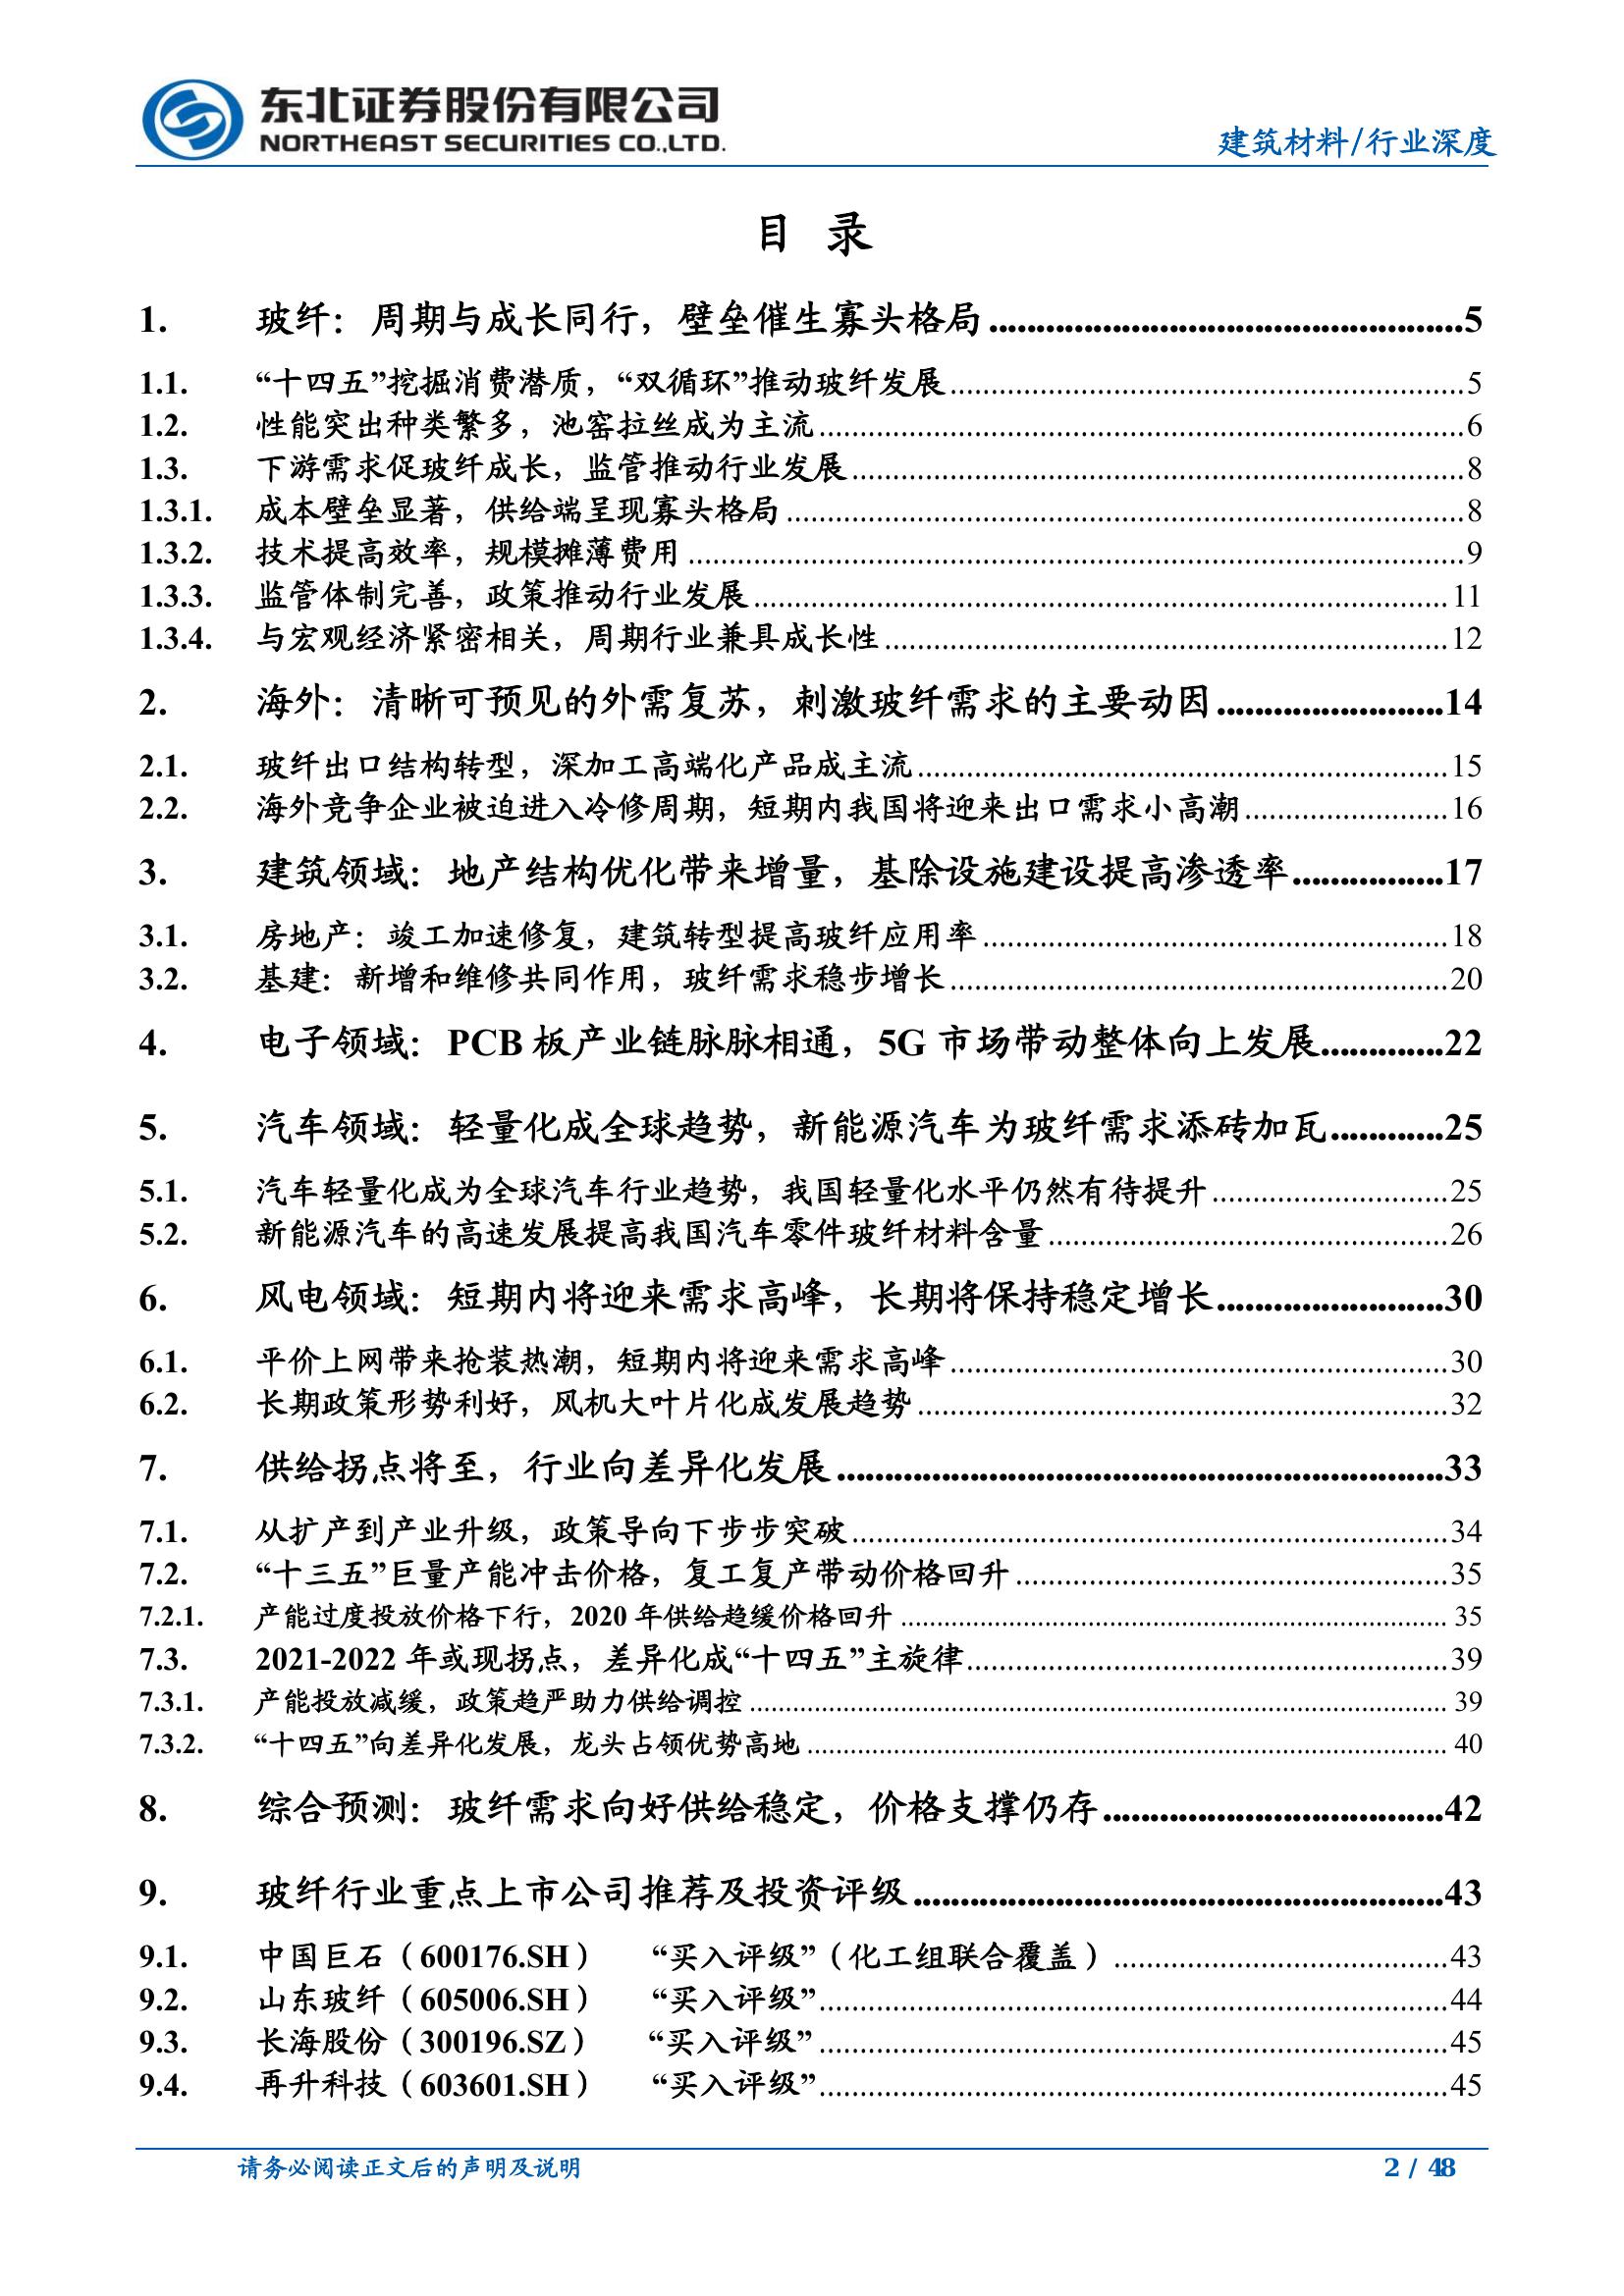 东北证券股份有限公司
NORTHEAST SECURITIES CO.,LTD.
建筑材料/行业深度
目 录
1. 玻纤：周期与成长同行，壁垒催生寡头格局..................................................5
1.1. “十四五”挖掘消费潜质，“双循环”推动玻纤发展................................................................5
1.2. 性能突出种类繁多，池窑拉丝成为主流................................................................................6
1.3. 下游需求促玻纤成长，监管推动行业发展............................................................................8
1.3.1. 成本壁垒显著，供给端呈现寡头格局....................................................................................8
1.3.2. 技术提高效率，规模摊薄费用................................................................................................9
1.3.3. 监管体制完善，政策推动行业发展......................................................................................11
1.3.4. 与宏观经济紧密相关，周期行业兼具成长性......................................................................12
2. 海外：清晰可预见的外需复苏，刺激玻纤需求的主要动因........................14
2.1. 玻纤出口结构转型，深加工高端化产品成主流..................................................................15
2.2. 海外竞争企业被迫进入冷修周期，短期内我国将迎来出口需求小高潮.........................16
3. 建筑领域：地产结构优化带来增量，基除设施建设提高渗透率................17
3.1. 房地产：竣工加速修复，建筑转型提高玻纤应用率..........................................................18
3.2. 基建：新增和维修共同作用，玻纤需求稳步增长..............................................................20
4. 电子领域：PCB 板产业链脉脉相通，5G 市场带动整体向上发展.............22
5. 汽车领域：轻量化成全球趋势，新能源汽车为玻纤需求添砖加瓦............25
5.1. 汽车轻量化成为全球汽车行业趋势，我国轻量化水平仍然有待提升.............................25
5.2. 新能源汽车的高速发展提高我国汽车零件玻纤材料含量..................................................26
6. 风电领域：短期内将迎来需求高峰，长期将保持稳定增长........................30
6.1. 平价上网带来抢装热潮，短期内将迎来需求高峰..............................................................30
6.2. 长期政策形势利好，风机大叶片化成发展趋势..................................................................32
7. 供给拐点将至，行业向差异化发展................................................................33
7.1. 从扩产到产业升级，政策导向下步步突破..........................................................................34
7.2. “十三五”巨量产能冲击价格，复工复产带动价格回升......................................................35
7.2.1. 产能过度投放价格下行，2020 年供给趋缓价格回升..........................................................35
7.3. 2021-2022 年或现拐点，差异化成“十四五”主旋律............................................................39
7.3.1. 产能投放减缓，政策趋严助力供给调控..............................................................................39
7.3.2. “十四五”向差异化发展，龙头占领优势高地......................................................................40
8. 综合预测：玻纤需求向好供给稳定，价格支撑仍存....................................42
9. 玻纤行业重点上市公司推荐及投资评级........................................................43
9.1. 中国巨石（600176.SH） “买入评级”（化工组联合覆盖）..........................................43
9.2. 山东玻纤（605006.SH） “买入评级”..............................................................................44
9.3. 长海股份（300196.SZ） “买入评级”..............................................................................45
9.4. 再升科技（603601.SH） “买入评级”..............................................................................45
请务必阅读正文后的声明及说明
2 / 48